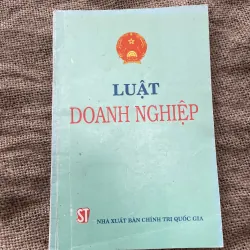 LUẬT
DOANH NGHIỆP
ST
NHÀ XUẤT BẢN CHÍNH TRỊ QUỐC GIA